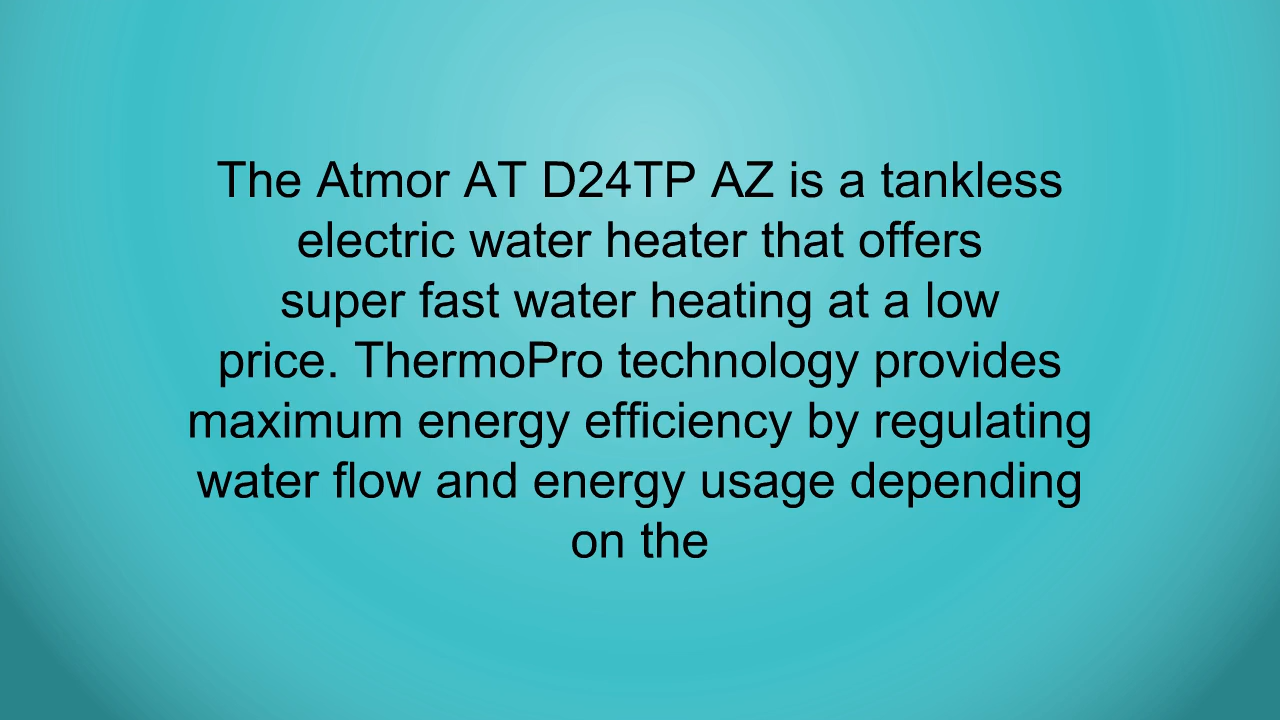 The Atmor AT D24TP AZ is a tankless
electric water heater that offers
super fast water heating at a low
price. ThermoPro technology provides
maximum energy efficiency by regulating
water flow and energy usage depending
on the